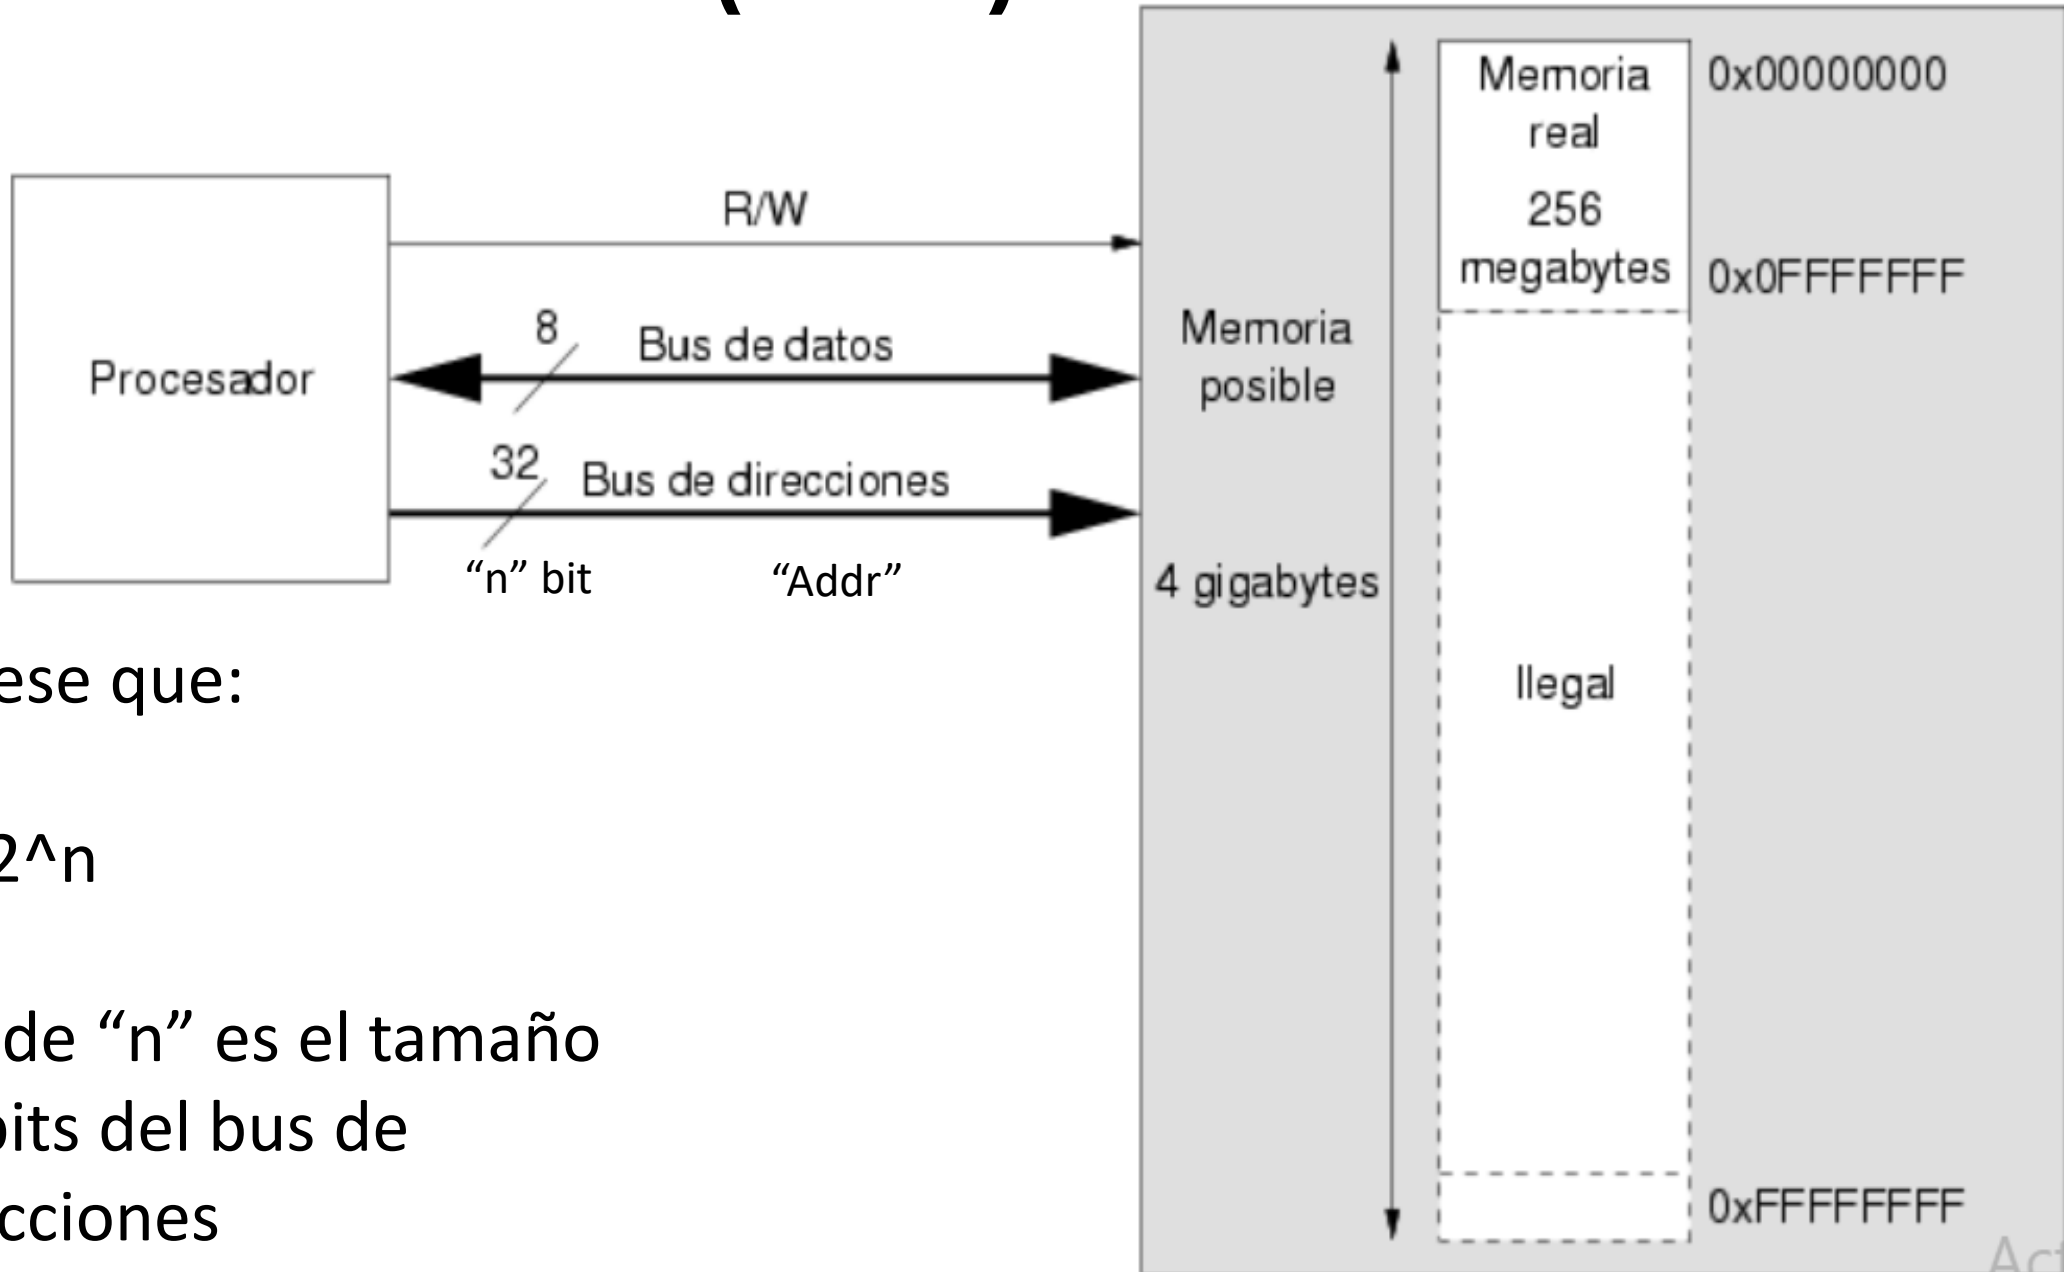 Procesador
R/W
8
Bus de datos
32
Bus de direcciones
“n” bit
“Addr”
Memoria
posible
4 gigabytes
Memoria
real
256
megabytes
0x00000000
0x0FFFFFFF
Ilegal
0xFFFFFFFF
ese que:
2^n
de “n” es el tamaño
bits del bus de
cciones
Act